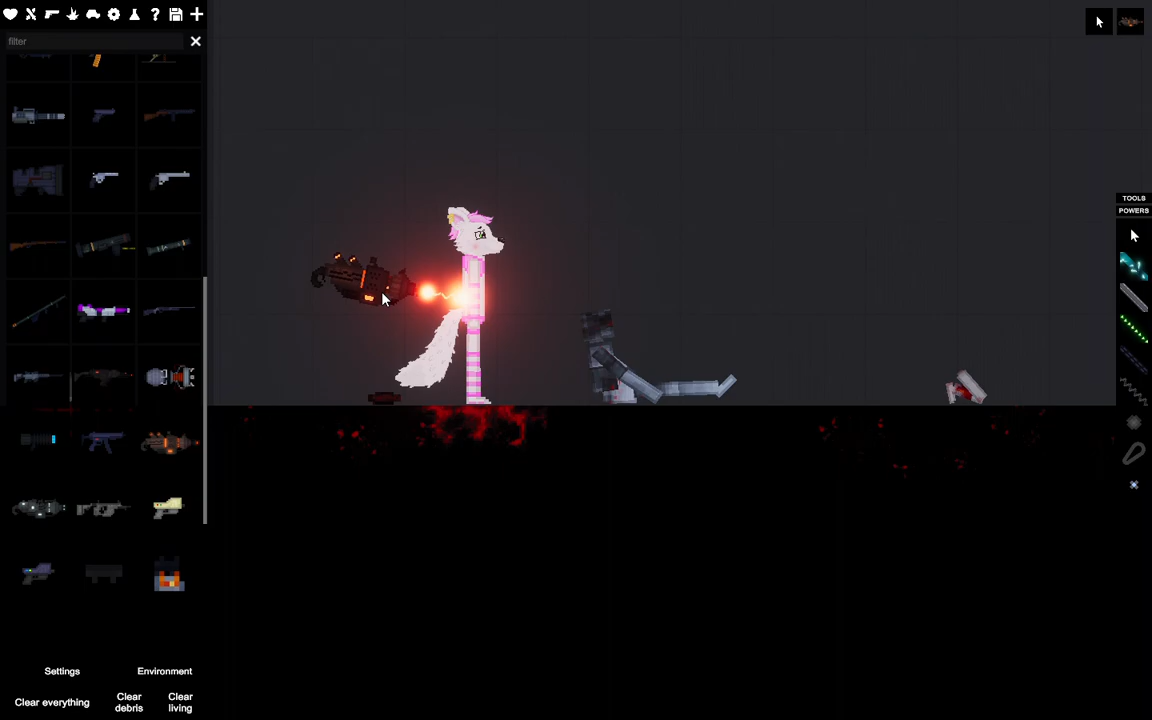 filter
TOOLS
POWERS
Settings
Environment
Clear everything
Clear
debris
Clear
living